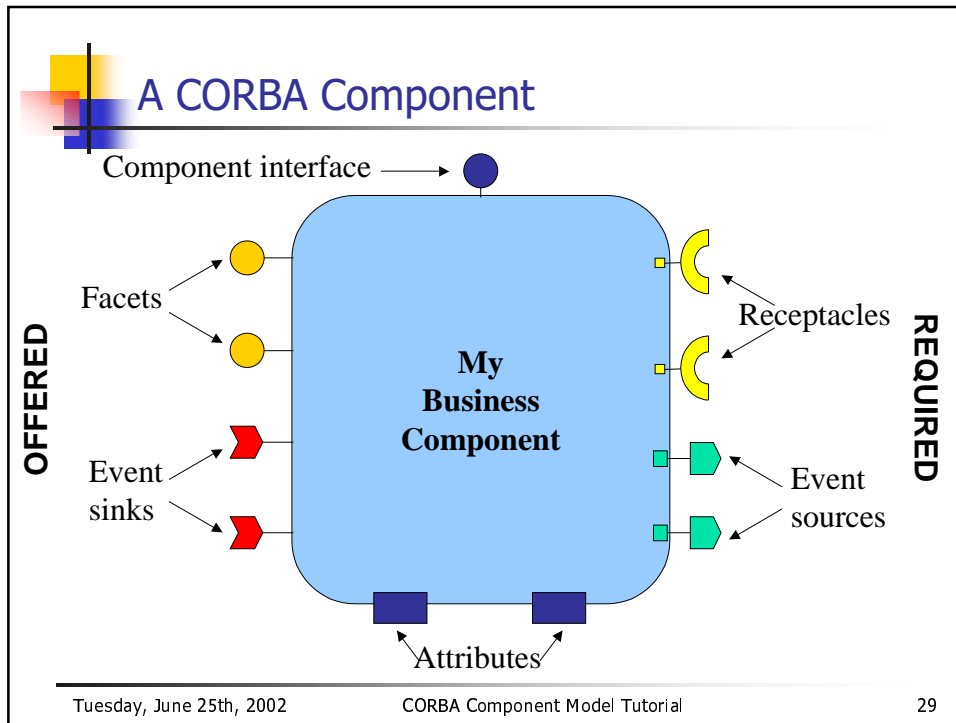 A CORBA Component
Component interface
Facets
Receptacles
OFFERED
REQUIRED
My
Business
Component
Event
sinks
Event
sources
Attributes
Tuesday, June 25th, 2002
CORBA Component Model Tutorial
29